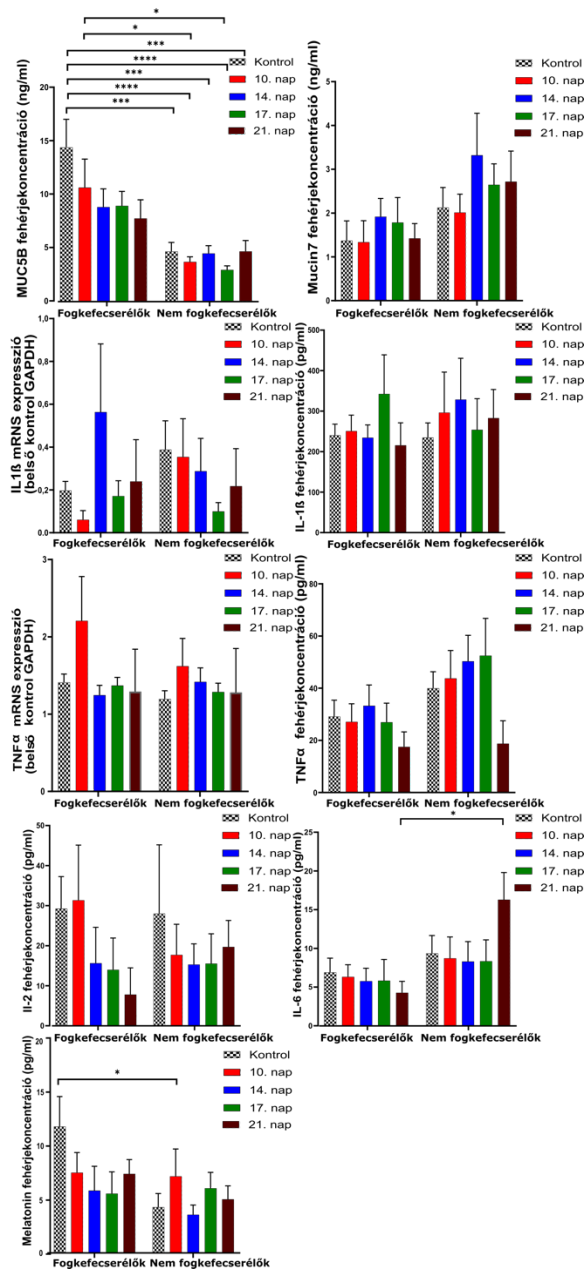 *
*
***
****
***
****
***
MUC5B fehérjekoncentráció (ng/ml)
20
15
10
5
0
Kontrol
10. nap
14. nap
17. nap
21. nap
Fogkefecserélők
Nem fogkefecserélők
Mucin7 fehérjekoncentráció (ng/ml)
5
4
3
2
1
0
Kontrol
10. nap
14. nap
17. nap
21. nap
Fogkefecserélők
Nem fogkefecserélők
IL1ß mRNS expresszió
(belső kontrol GAPDH)
1,0
0,8
0,6
0,4
0,2
0,0
Kontrol
10. nap
14. nap
17. nap
21. nap
Fogkefecserélők
Nem fogkefecserélők
IL-1ß fehérjekoncentráció (pg/ml)
500
400
300
200
100
0
Kontrol
10. nap
14. nap
17. nap
21. nap
Fogkefecserélők
Nem fogkefecserélők
TNFα mRNS expresszió
(belső kontrol GAPDH)
3
2
1
0
Kontrol
10. nap
14. nap
17. nap
21. nap
Fogkefecserélők
Nem fogkefecserélők
TNFα fehérjekoncentráció (pg/ml)
80
60
40
20
0
Kontrol
10. nap
14. nap
17. nap
21. nap
Fogkefecserélők
Nem fogkefecserélők
Il-2 fehérjekoncentráció (pg/ml)
50
40
30
20
10
0
Kontrol
10. nap
14. nap
17. nap
21. nap
Fogkefecserélők
Nem fogkefecserélők
IL-6 fehérjekoncentráció (pg/ml)
20
15
10
5
0
*
Kontrol
10. nap
14. nap
17. nap
21. nap
Fogkefecserélők
Nem fogkefecserélők
Melatonin fehérjekoncentráció (pg/ml)
20
15
10
5
0
*
Kontrol
10. nap
14. nap
17. nap
21. nap
Fogkefecserélők
Nem fogkefecserélők